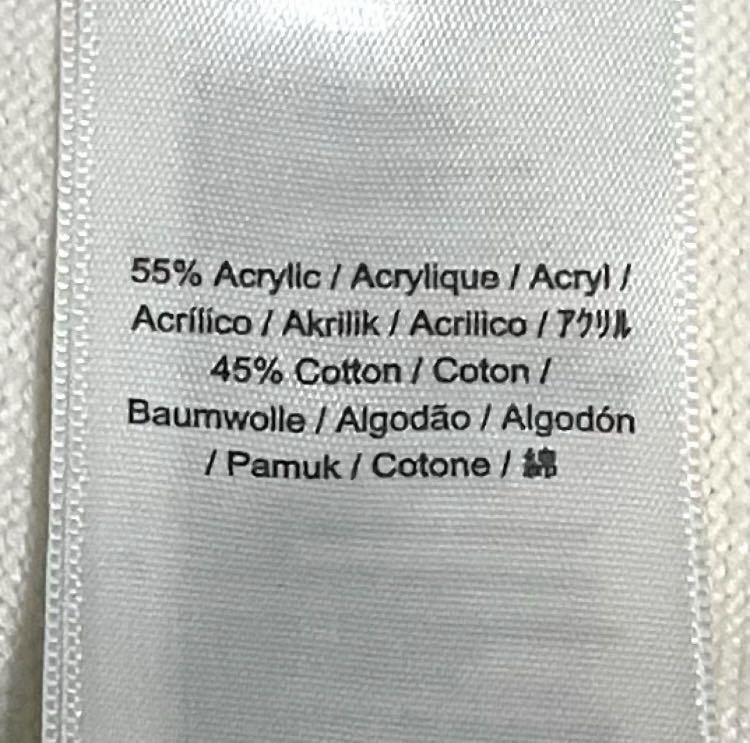 55% Acrylic / Acrylique / Acryl /
Acrílico / Akrilik / Acrilico / アクリル
45% Cotton / Coton /
Baumwolle / Algodão / Algodón
/ Pamuk / Cotone / 綿